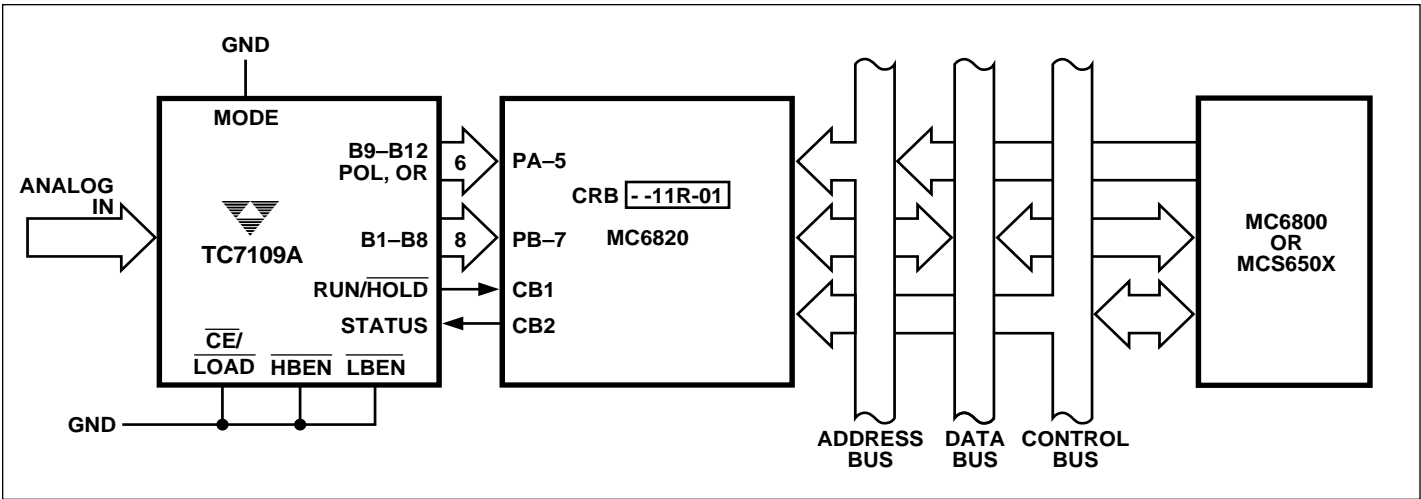 GND
MODE
B9–B12
POL, OR
6
PA–5
ANALOG
IN
CRB - -11R-01
TC7109A
B1–B8
8
PB–7
MC6820
MC6800
OR
MCS650X
RUN/HOLD
CB1
STATUS
CB2
CE/
LOAD
HBEN
LBEN
GND
ADDRESS
BUS
DATA
BUS
CONTROL
BUS